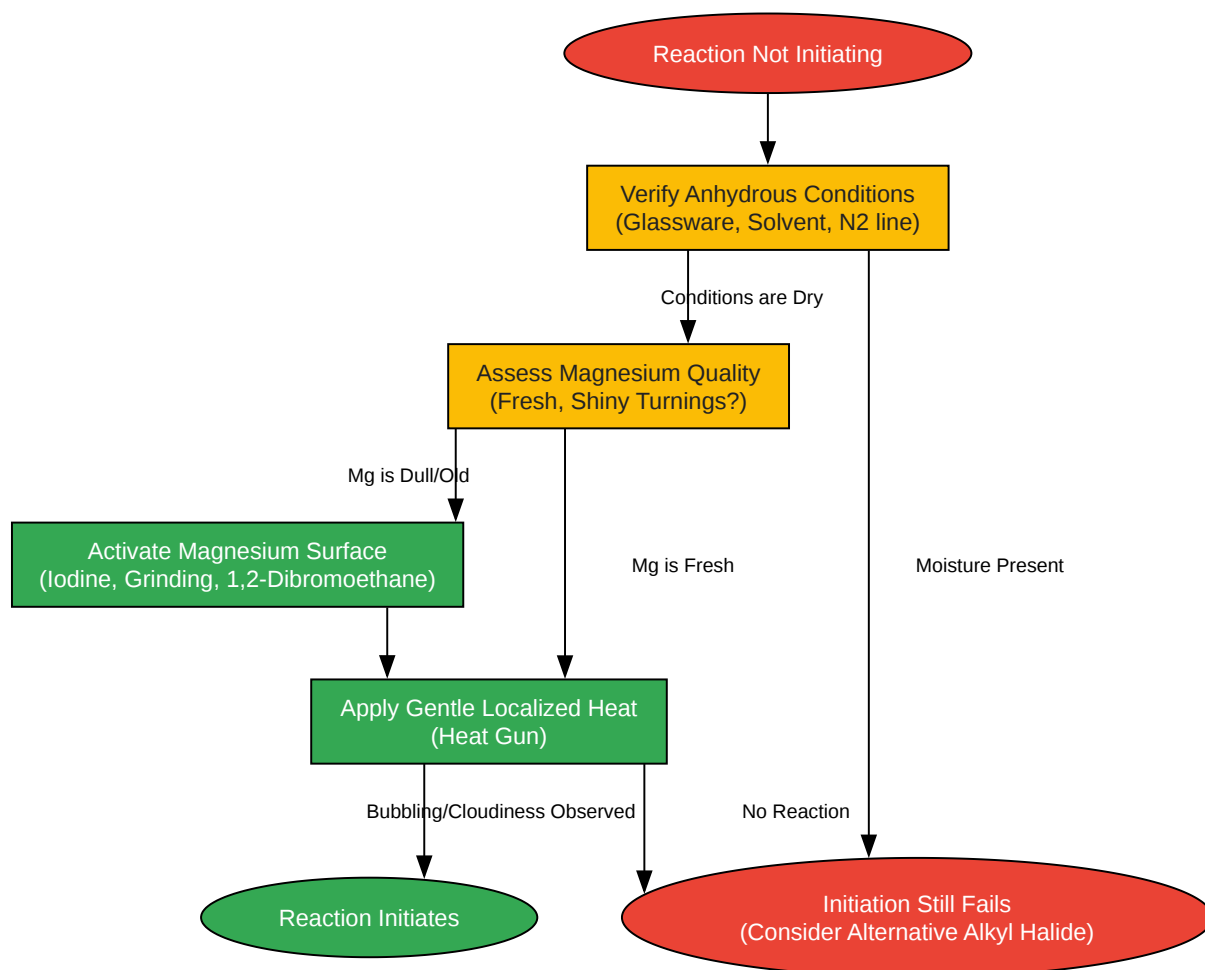 Reaction Not Initiating
Verify Anhydrous Conditions
(Glassware, Solvent, N2 line)
Conditions are Dry
Assess Magnesium Quality
(Fresh, Shiny Turnings?)
Mg is Dull/Old
Activate Magnesium Surface
(Iodine, Grinding, 1,2-Dibromoethane)
Mg is Fresh
Moisture Present
Apply Gentle Localized Heat
(Heat Gun)
Bubbling/Cloudiness Observed
No Reaction
Reaction Initiates
Initiation Still Fails
(Consider Alternative Alkyl Halide)